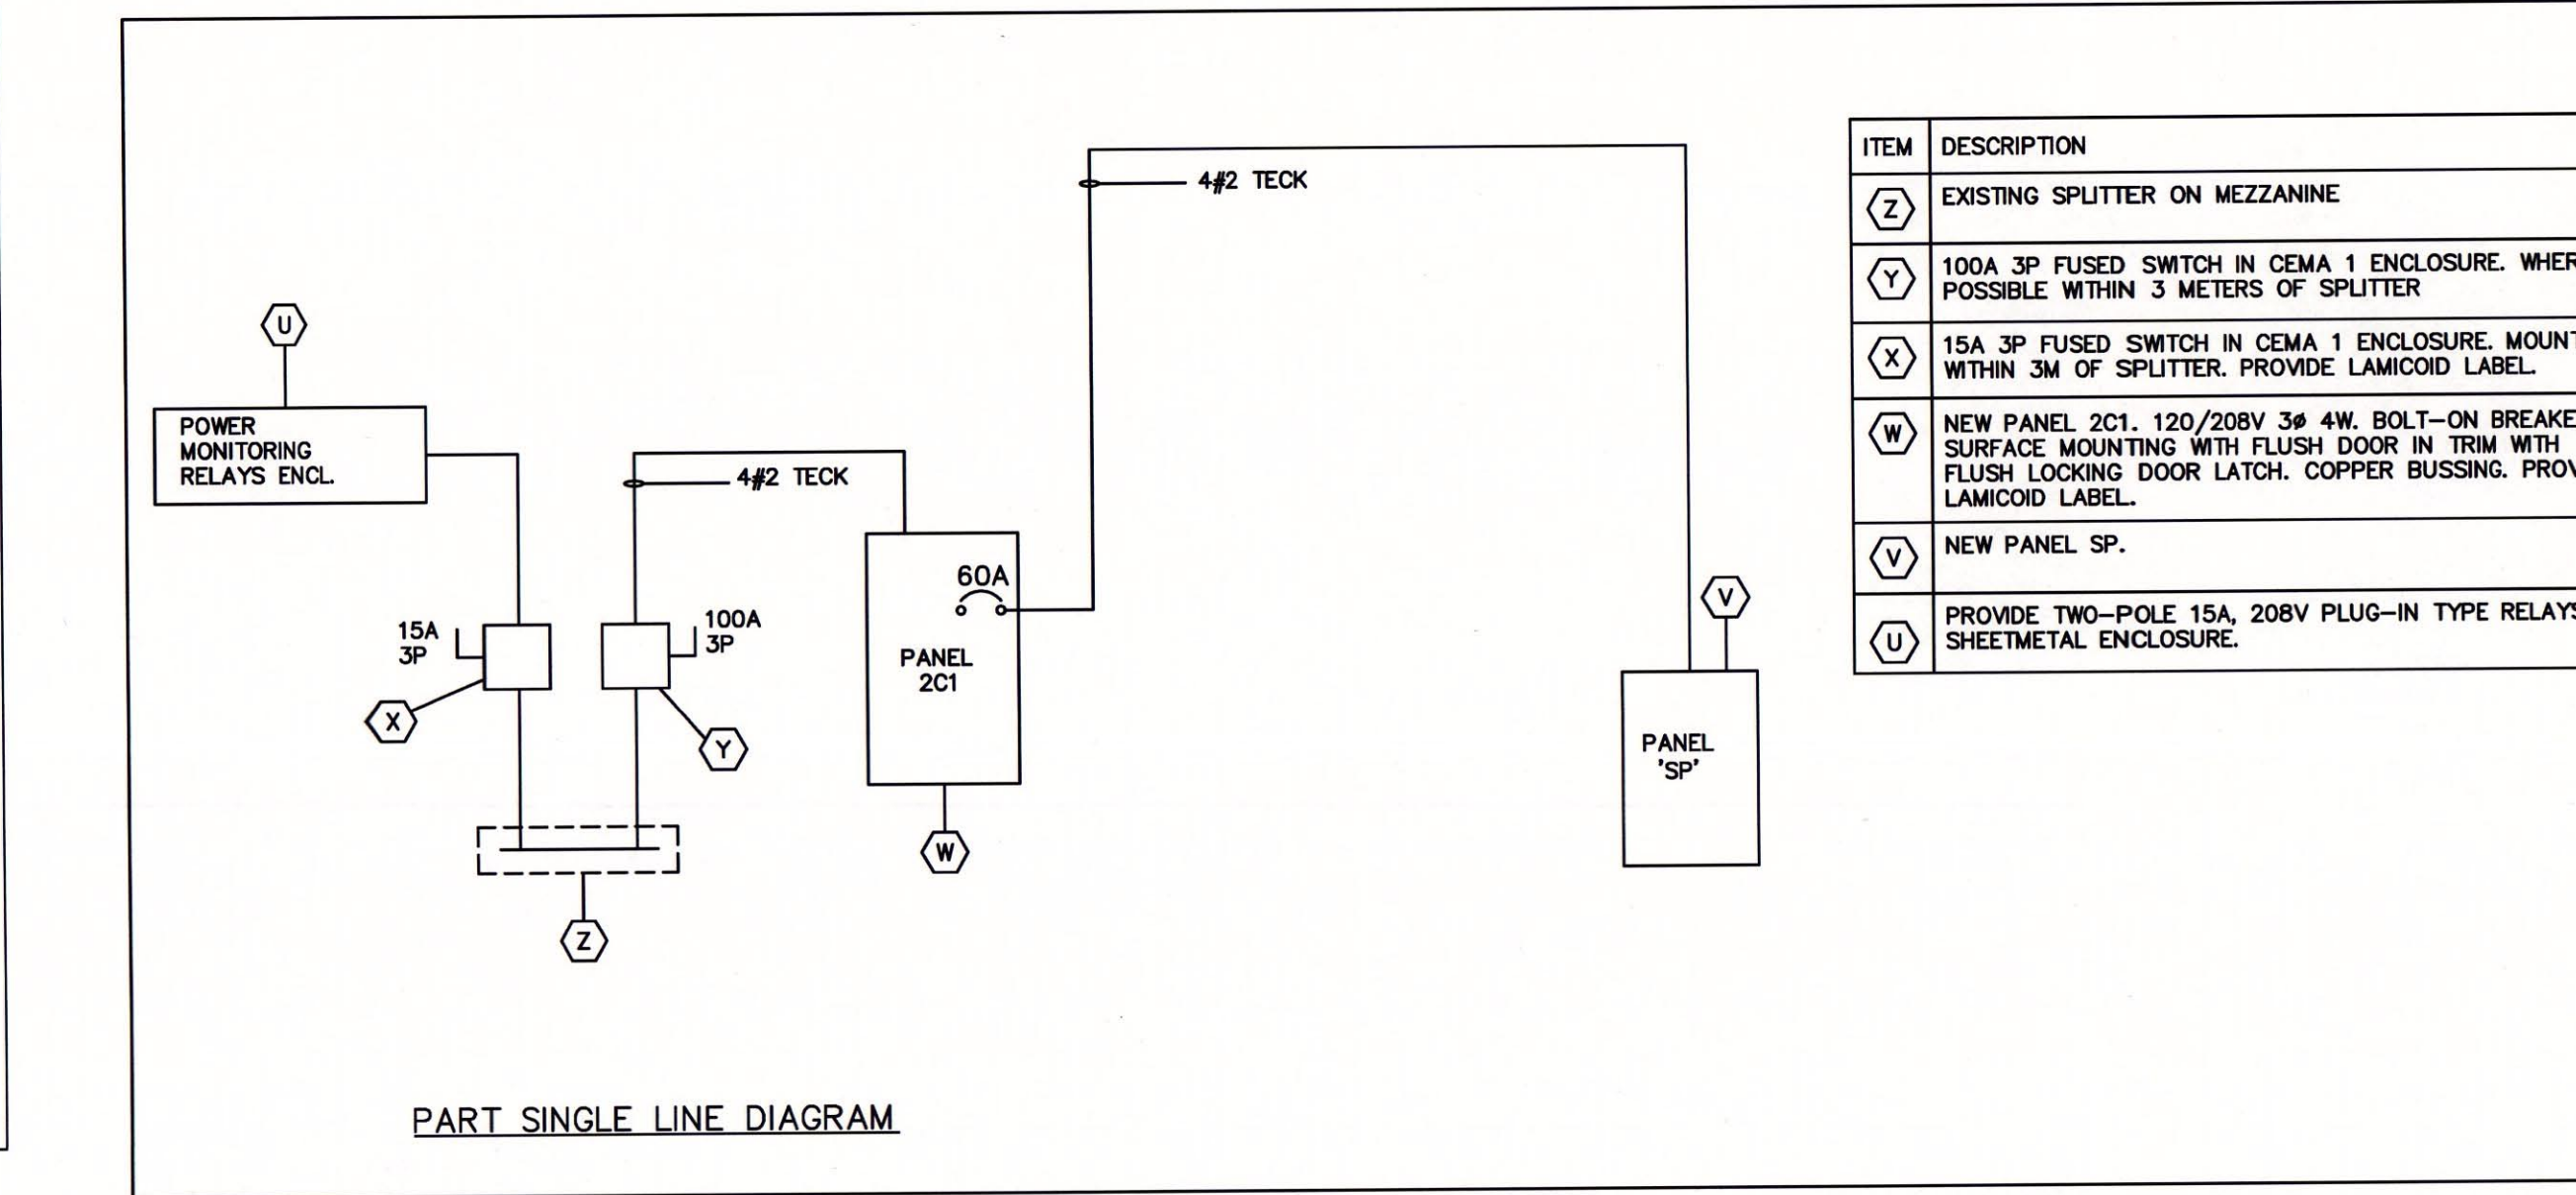 U
POWER
MONITORING
RELAYS ENCL.
4#2 TECK
4#2 TECK
15A
3P
100A
3P
X
Y
60A
PANEL
2C1
W
Z
V
PANEL
'SP'
PART SINGLE LINE DIAGRAM
ITEM DESCRIPTION
Z EXISTING SPLITTER ON MEZZANINE
Y 100A 3P FUSED SWITCH IN CEMA 1 ENCLOSURE.
POSSIBLE WITHIN 3 METERS OF SPLITTER
X 15A 3P FUSED SWITCH IN CEMA 1 ENCLOSURE.
WITHIN 3M OF SPLITTER. PROVIDE LAMICOID LABEL.
W NEW PANEL 2C1. 120/208V 3ø 4W. BOLT-ON
SURFACE MOUNTING WITH FLUSH DOOR IN TRIM WITH
FLUSH LOCKING DOOR LATCH. COPPER BUSSING.
LAMICOID LABEL.
V NEW PANEL SP.
U PROVIDE TWO-POLE 15A, 208V PLUG-IN TYPE RELAYS
SHEETMETAL ENCLOSURE.